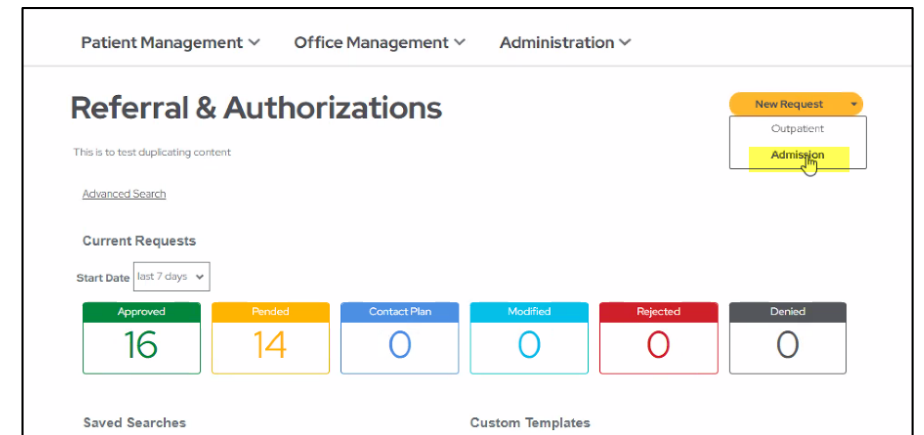 Patient Management Office Management Administration
Referral & Authorizations
New Request
Outpatient
Admission
This is to test duplicating content
Advanced Search
Current Requests
Start Date last 7 days
Approved Pended Contact Plan Modified Rejected Denied
16 14 0 0 0 0
Saved Searches Custom Templates